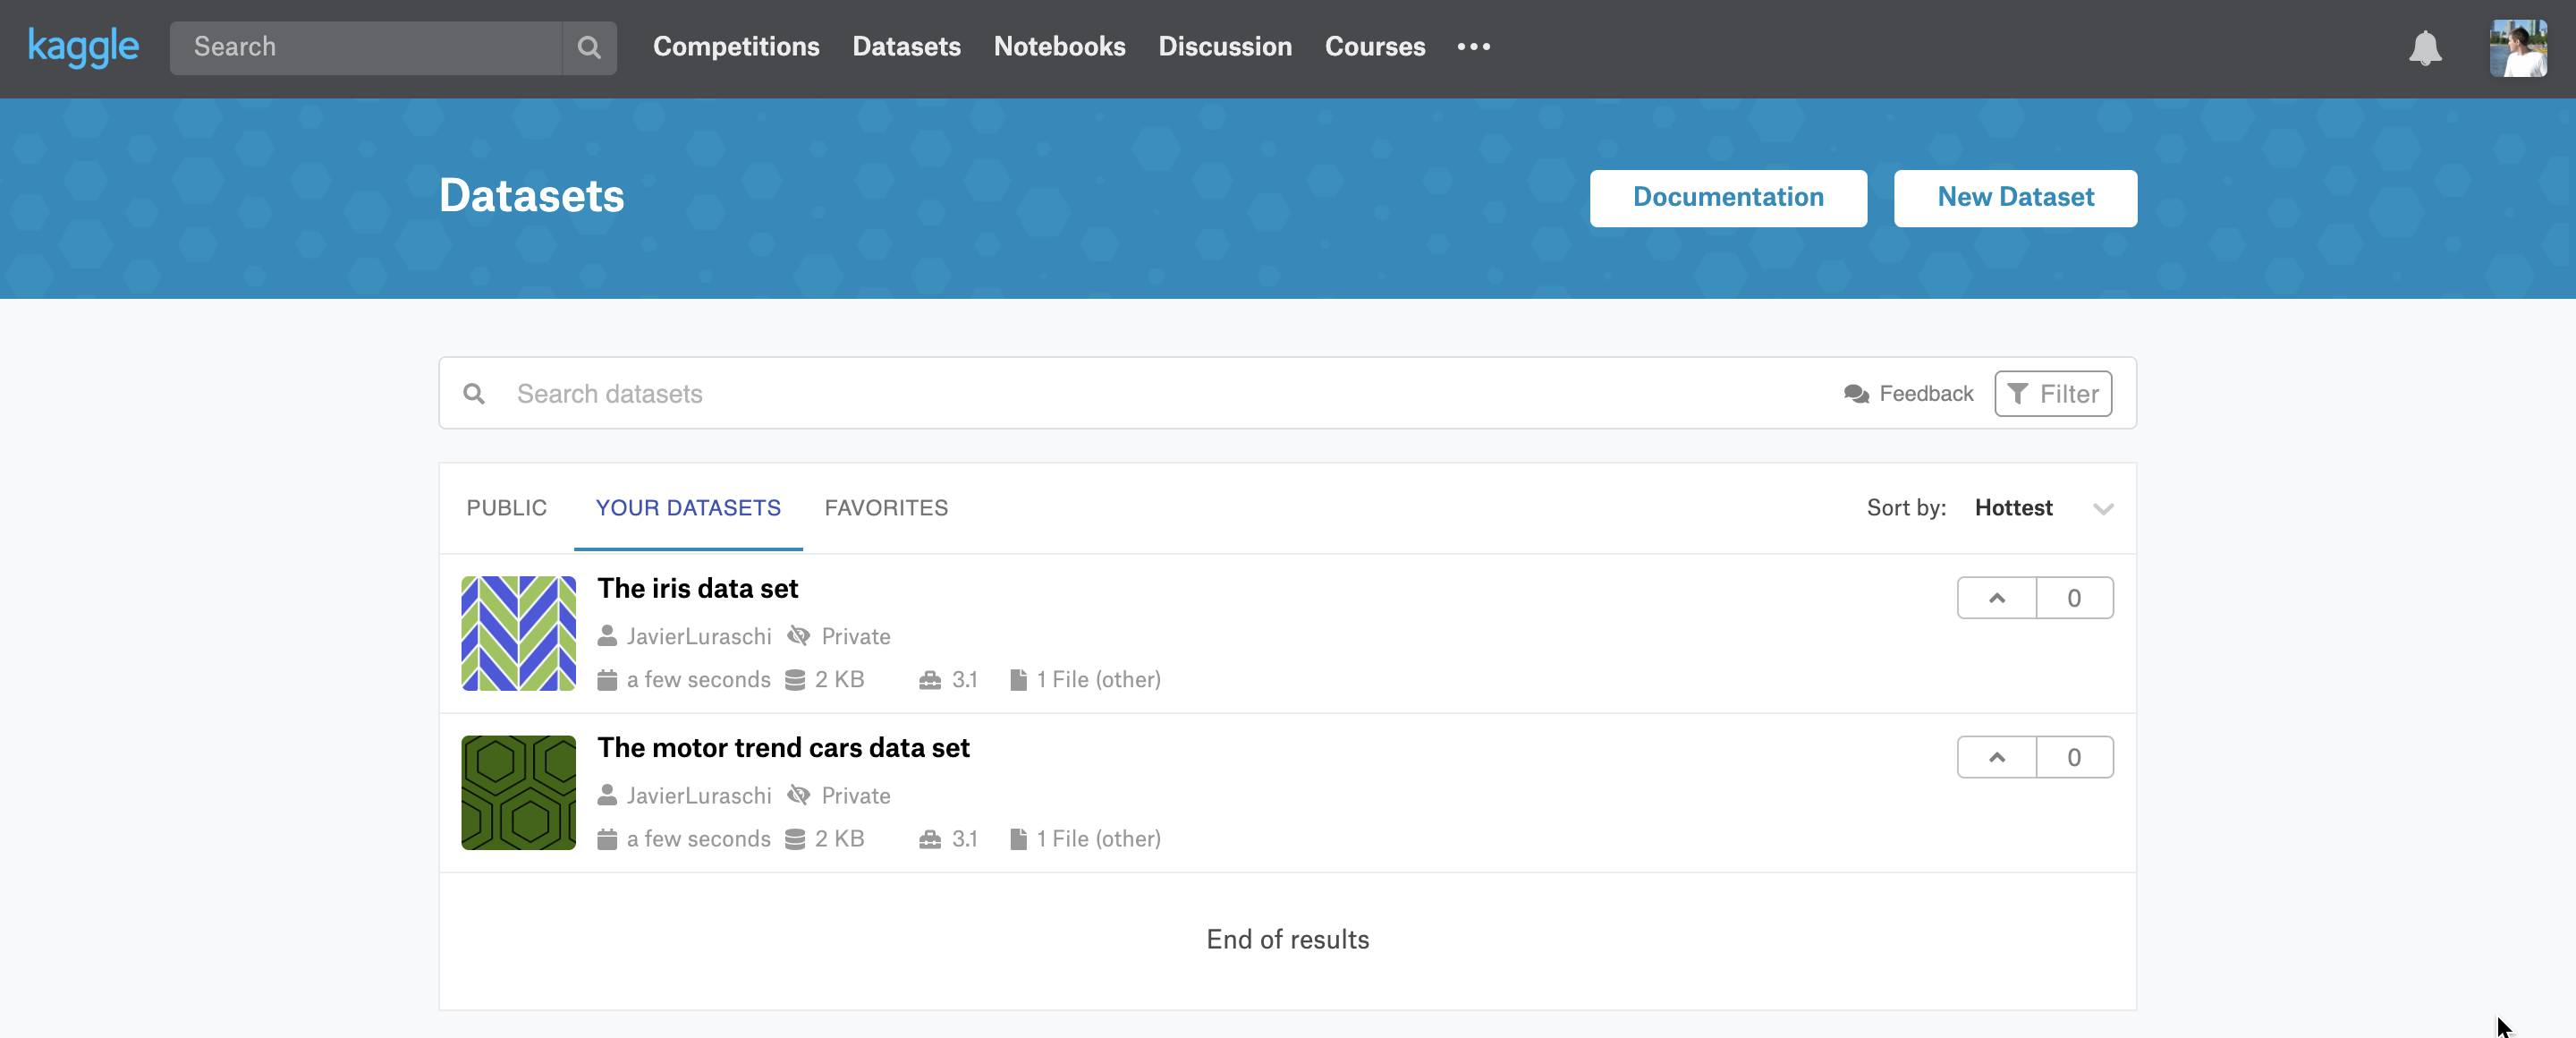 kaggle Search Competitions Datasets Notebooks Discussion Courses
Datasets Documentation New Dataset
Search datasets Feedback Filter
PUBLIC YOUR DATASETS FAVORITES Sort by: Hottest
The iris data set
JavierLuraschi Private 0
a few seconds 2 KB 3.1 1 File (other)
The motor trend cars data set
JavierLuraschi Private 0
a few seconds 2 KB 3.1 1 File (other)
End of results